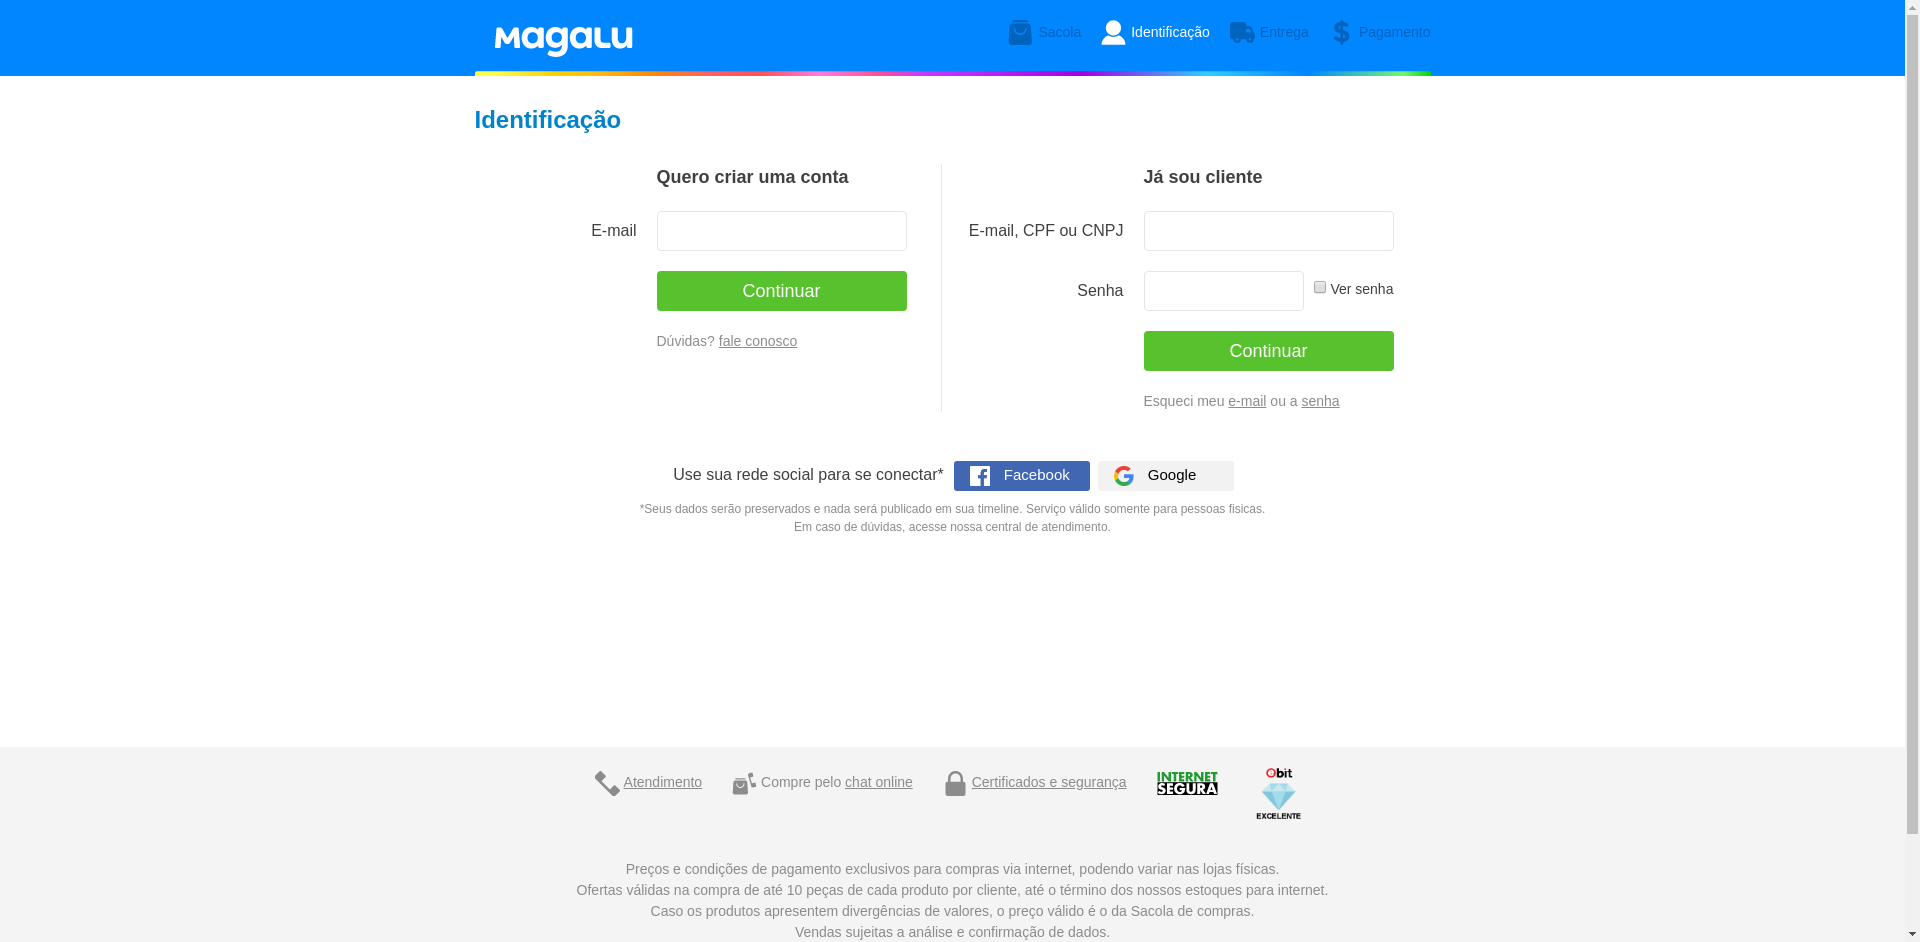 Magalu
Sacola
Identificação
Entrega
Pagamento
Identificação
Quero criar uma conta
E-mail
Continuar
Dúvidas? fale conosco
Já sou cliente
E-mail, CPF ou CNPJ
Senha
Ver senha
Continuar
Esqueci meu e-mail ou a senha
Use sua rede social para se conectar*
Facebook
Google
*Seus dados serão preservados e nada será publicado em sua timeline. Serviço válido somente para pessoas fisicas.
Em caso de dúvidas, acesse nossa central de atendimento.
Atendimento
Compre pelo chat online
Certificados e segurança
INTERNET
SEGURA
ebit
EXCELENTE
Preços e condições de pagamento exclusivos para compras via internet, podendo variar nas lojas físicas.
Ofertas válidas na compra de até 10 peças de cada produto por cliente, até o término dos nossos estoques para internet.
Caso os produtos apresentem divergências de valores, o preço válido é o da Sacola de compras.
Vendas sujeitas a análise e confirmação de dados.